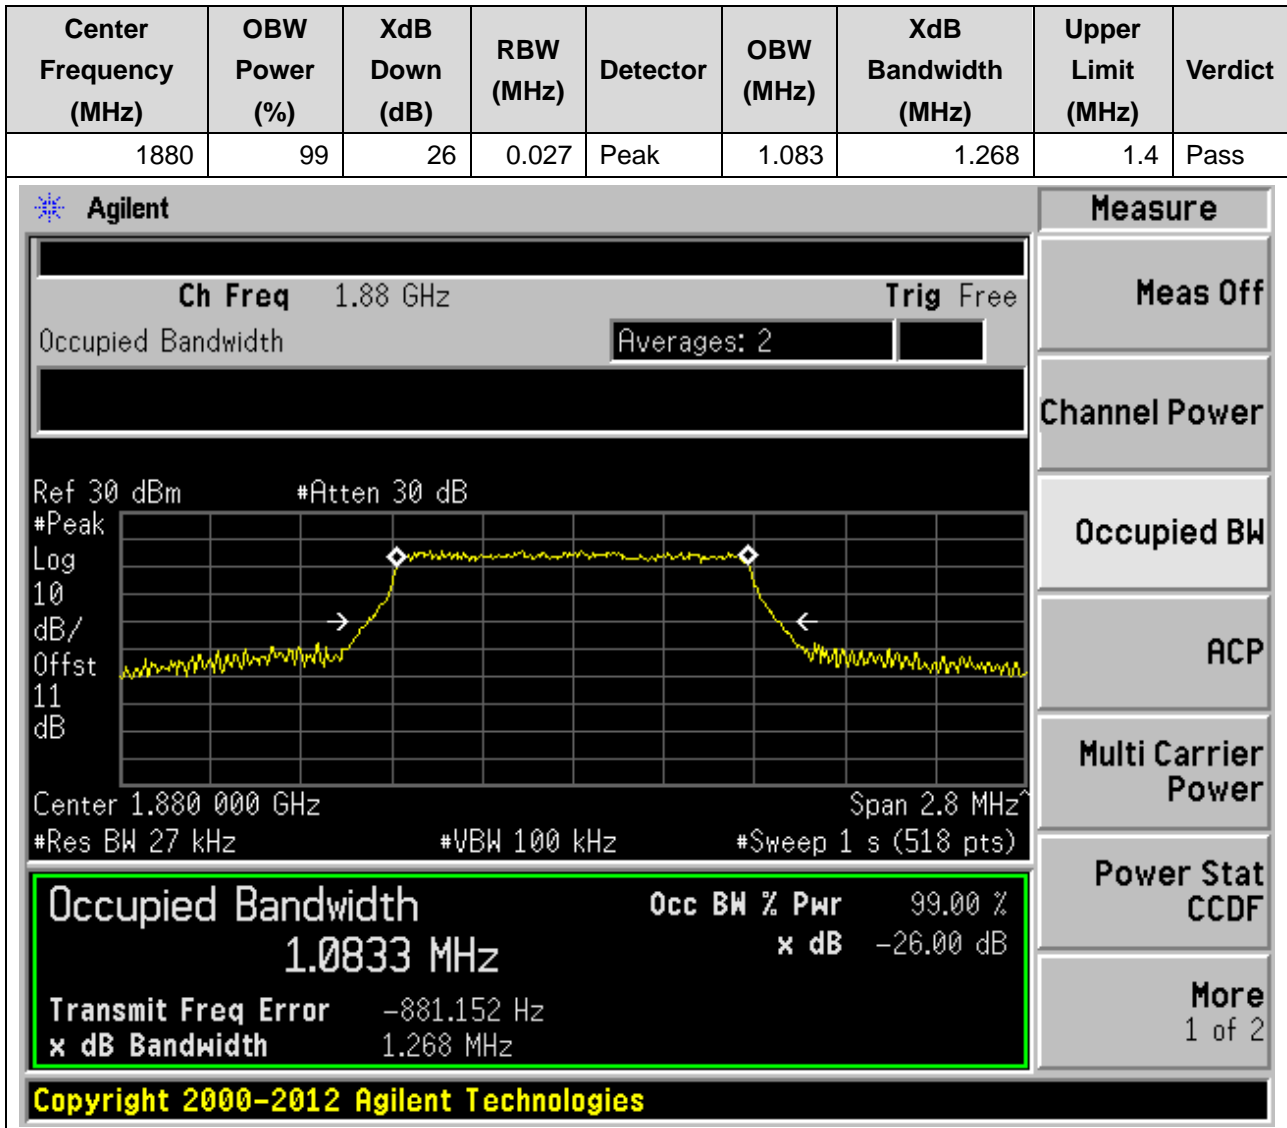 Center Frequency (MHz) OBW Power (%) XdB Down (dB) RBW (MHz) Detector OBW (MHz) XdB Bandwidth (MHz) Upper Limit (MHz) Verdict
1880 99 26 0.027 Peak 1.083 1.268 1.4 Pass
Agilent
Measure
Ch Freq 1.88 GHz Trig Free
Meas Off
Occupied Bandwidth Averages: 2
Channel Power
Ref 30 dBm #Atten 30 dB
#Peak
Log
10
dB/
Offst
11
dB
Occupied BW
ACP
Multi Carrier
Power
Center 1.880 000 GHz Span 2.8 MHz^
#Res BW 27 kHz #VBW 100 kHz #Sweep 1 s (518 pts)
Power Stat
CCDF
Occupied Bandwidth Occ BW % Pwr 99.00 %
1.0833 MHz x dB -26.00 dB
Transmit Freq Error -881.152 Hz
x dB Bandwidth 1.268 MHz
More
1 of 2
Copyright 2000-2012 Agilent Technologies